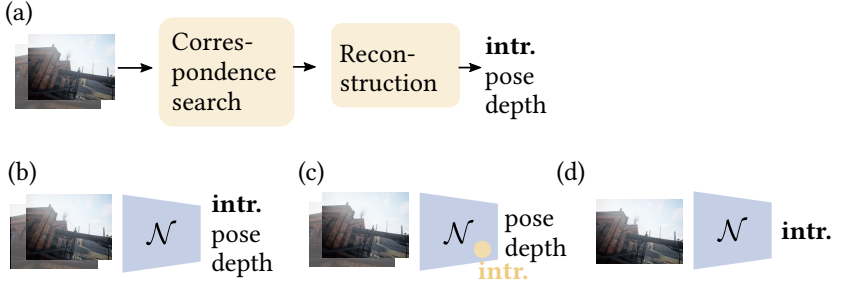 (a)
Corres-
pondence
search
Recon-
struction
intr.
pose
depth
(b)
𝒩
intr.
pose
depth
(c)
𝒩
pose
depth
intr.
(d)
𝒩
intr.